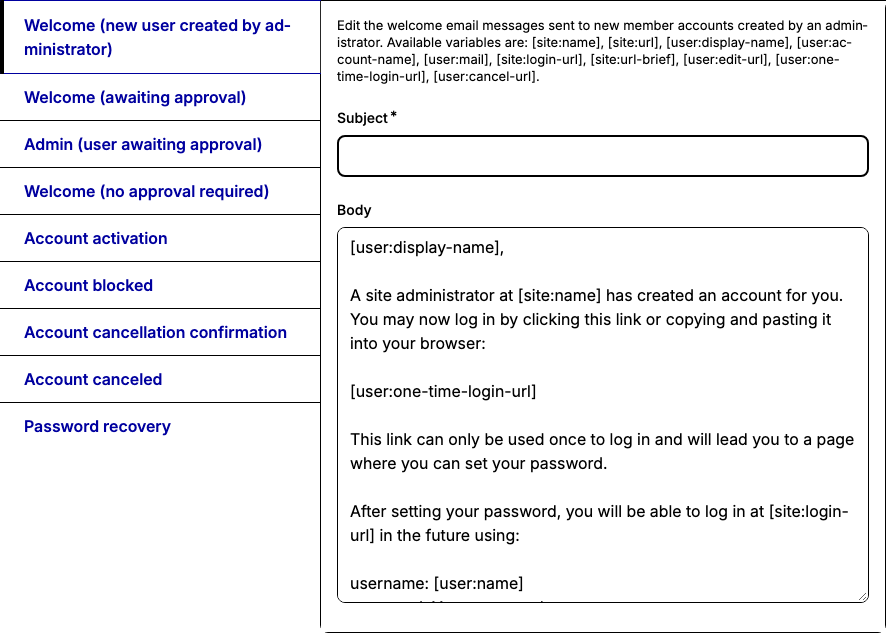 Welcome (new user created by ad-
ministrator)
Welcome (awaiting approval)
Admin (user awaiting approval)
Welcome (no approval required)
Account activation
Account blocked
Account cancellation confirmation
Account canceled
Password recovery
Edit the welcome email messages sent to new member accounts created by an admin-
istrator. Available variables are: [site:name], [site:url], [user:display-name], [user:ac-
count-name], [user:mail], [site:login-url], [site:url-brief], [user:edit-url], [user:one-
time-login-url], [user:cancel-url].
Subject*
Body
[user:display-name],
A site administrator at [site:name] has created an account for you.
You may now log in by clicking this link or copying and pasting it
into your browser:
[user:one-time-login-url]
This link can only be used once to log in and will lead you to a page
where you can set your password.
After setting your password, you will be able to log in at [site:login-
url] in the future using:
username: [user:name]